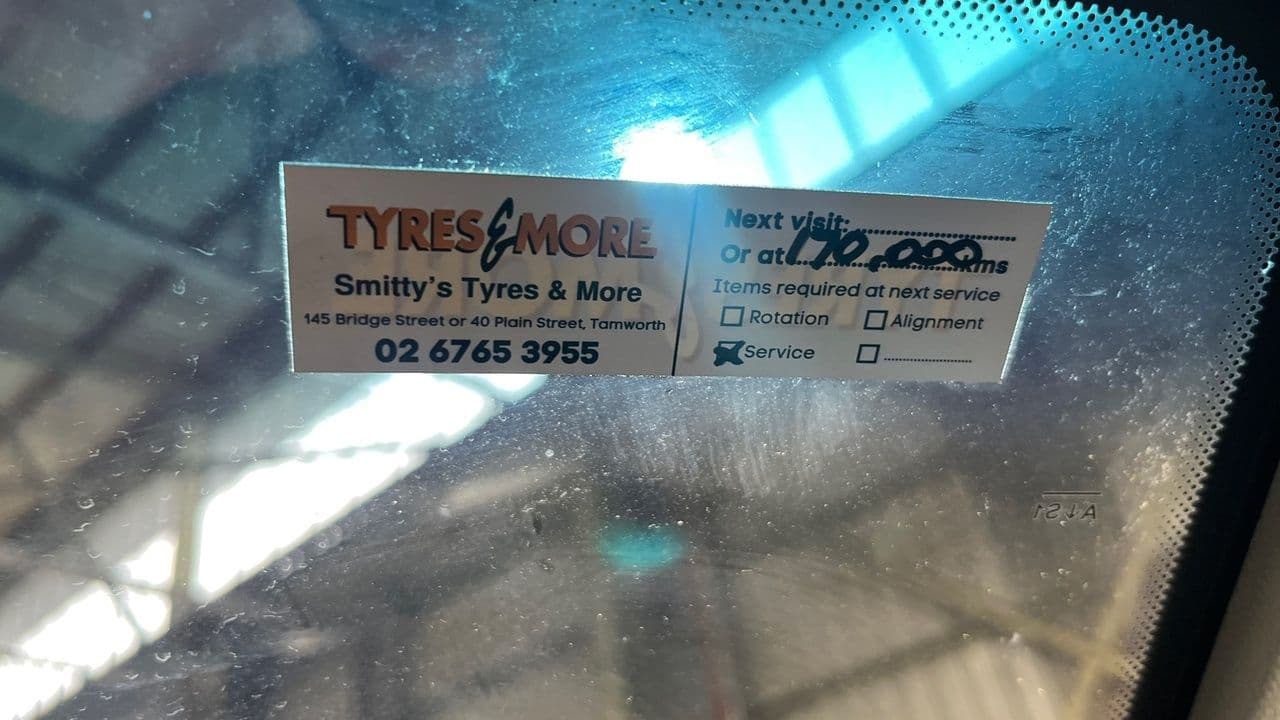 TYRES & MORE
Smitty's Tyres & More
145 Bridge Street or 40 Plain Street, Tamworth
02 6765 3955
Next visit:
Or at 170,000 kms
Items required at next service
Rotation
Alignment
Service